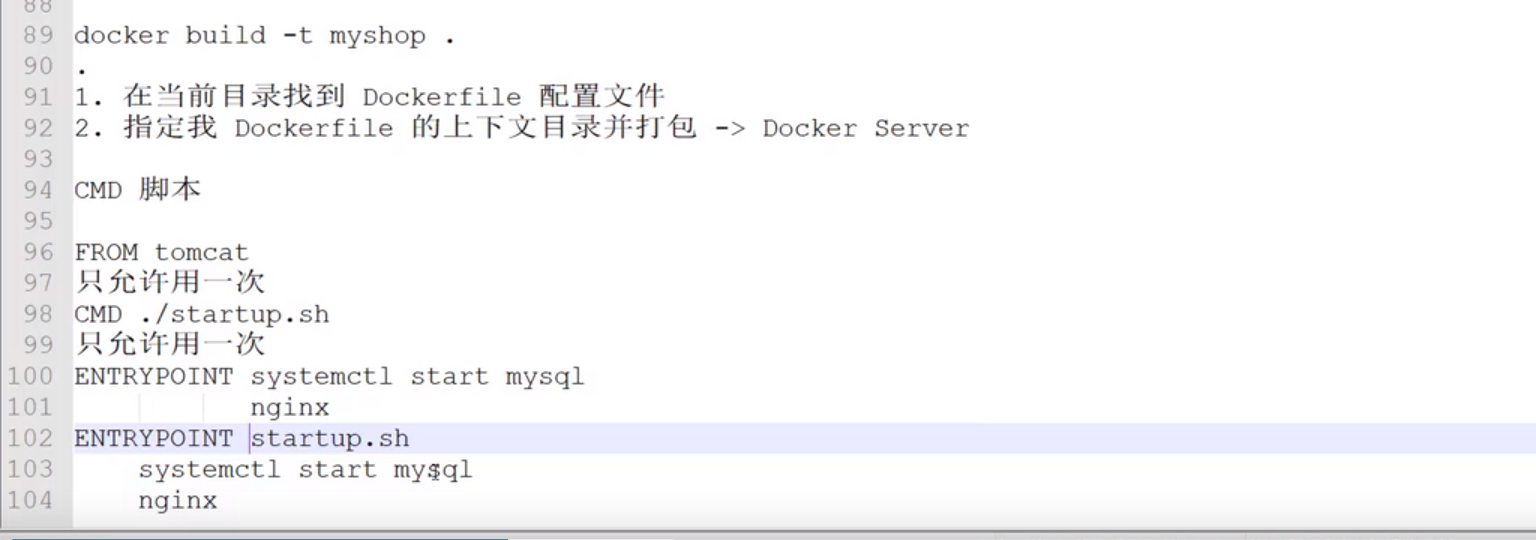 88
89 docker build -t myshop .
90 .
91 1. 在当前目录找到 Dockerfile 配置文件
92 2. 指定我 Dockerfile 的上下文目录并打包 -> Docker Server
93
94 CMD 脚本
95
96 FROM tomcat
97 只允许用一次
98 CMD ./startup.sh
99 只允许用一次
100 ENTRYPOINT systemctl start mysql
101 nginx
102 ENTRYPOINT startup.sh
103 systemctl start mysql
104 nginx